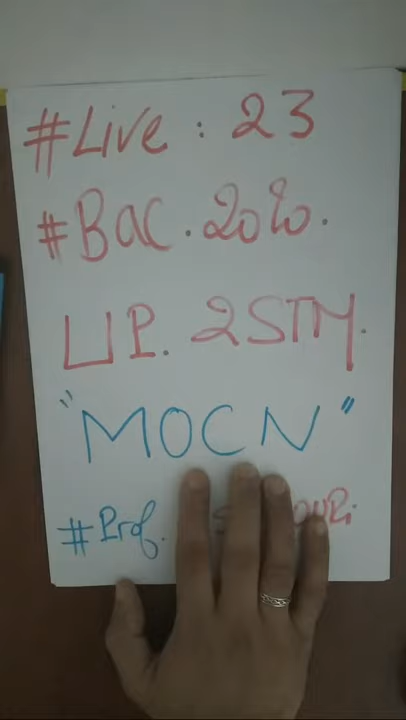 #Live : 23
#BAC. 2020.
UP. 2STM.
"MOCN"
#Prof.